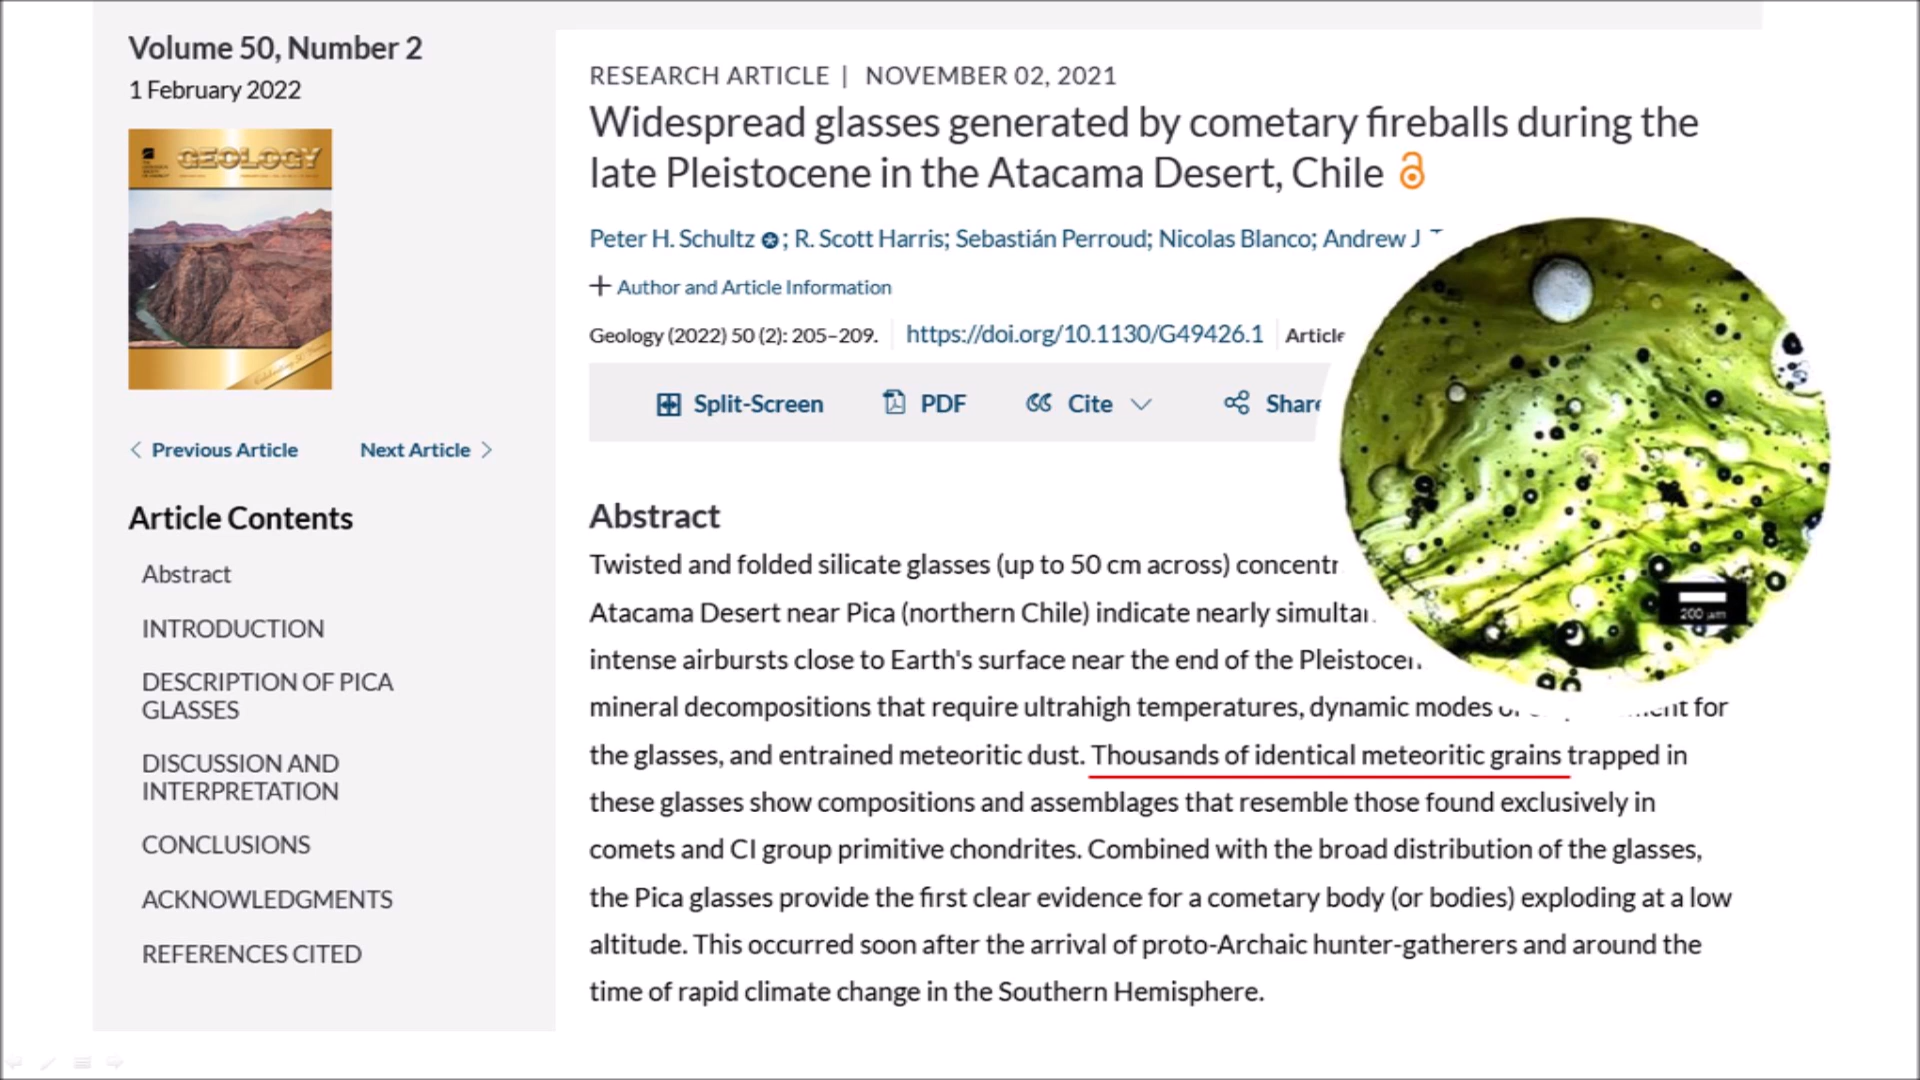 Volume 50, Number 2
1 February 2022
GEOLOGY
Previous Article
Next Article
Article Contents
Abstract
INTRODUCTION
DESCRIPTION OF PICA
GLASSES
DISCUSSION AND
INTERPRETATION
CONCLUSIONS
ACKNOWLEDGMENTS
REFERENCES CITED
RESEARCH ARTICLE | NOVEMBER 02, 2021
Widespread glasses generated by cometary fireballs during the
late Pleistocene in the Atacama Desert, Chile
Peter H. Schultz ; R. Scott Harris; Sebastián Perroud; Nicolas Blanco; Andrew J
+ Author and Article Information
Geology (2022) 50 (2): 205–209. https://doi.org/10.1130/G49426.1 Article
Split-Screen PDF Cite Share
Abstract
Twisted and folded silicate glasses (up to 50 cm across) concentr
Atacama Desert near Pica (northern Chile) indicate nearly simulta
intense airbursts close to Earth's surface near the end of the Pleistocen
mineral decompositions that require ultrahigh temperatures, dynamic modes for
the glasses, and entrained meteoritic dust. Thousands of identical meteoritic grains trapped in
these glasses show compositions and assemblages that resemble those found exclusively in
comets and CI group primitive chondrites. Combined with the broad distribution of the glasses,
the Pica glasses provide the first clear evidence for a cometary body (or bodies) exploding at a low
altitude. This occurred soon after the arrival of proto-Archaic hunter-gatherers and around the
time of rapid climate change in the Southern Hemisphere.
200 µm